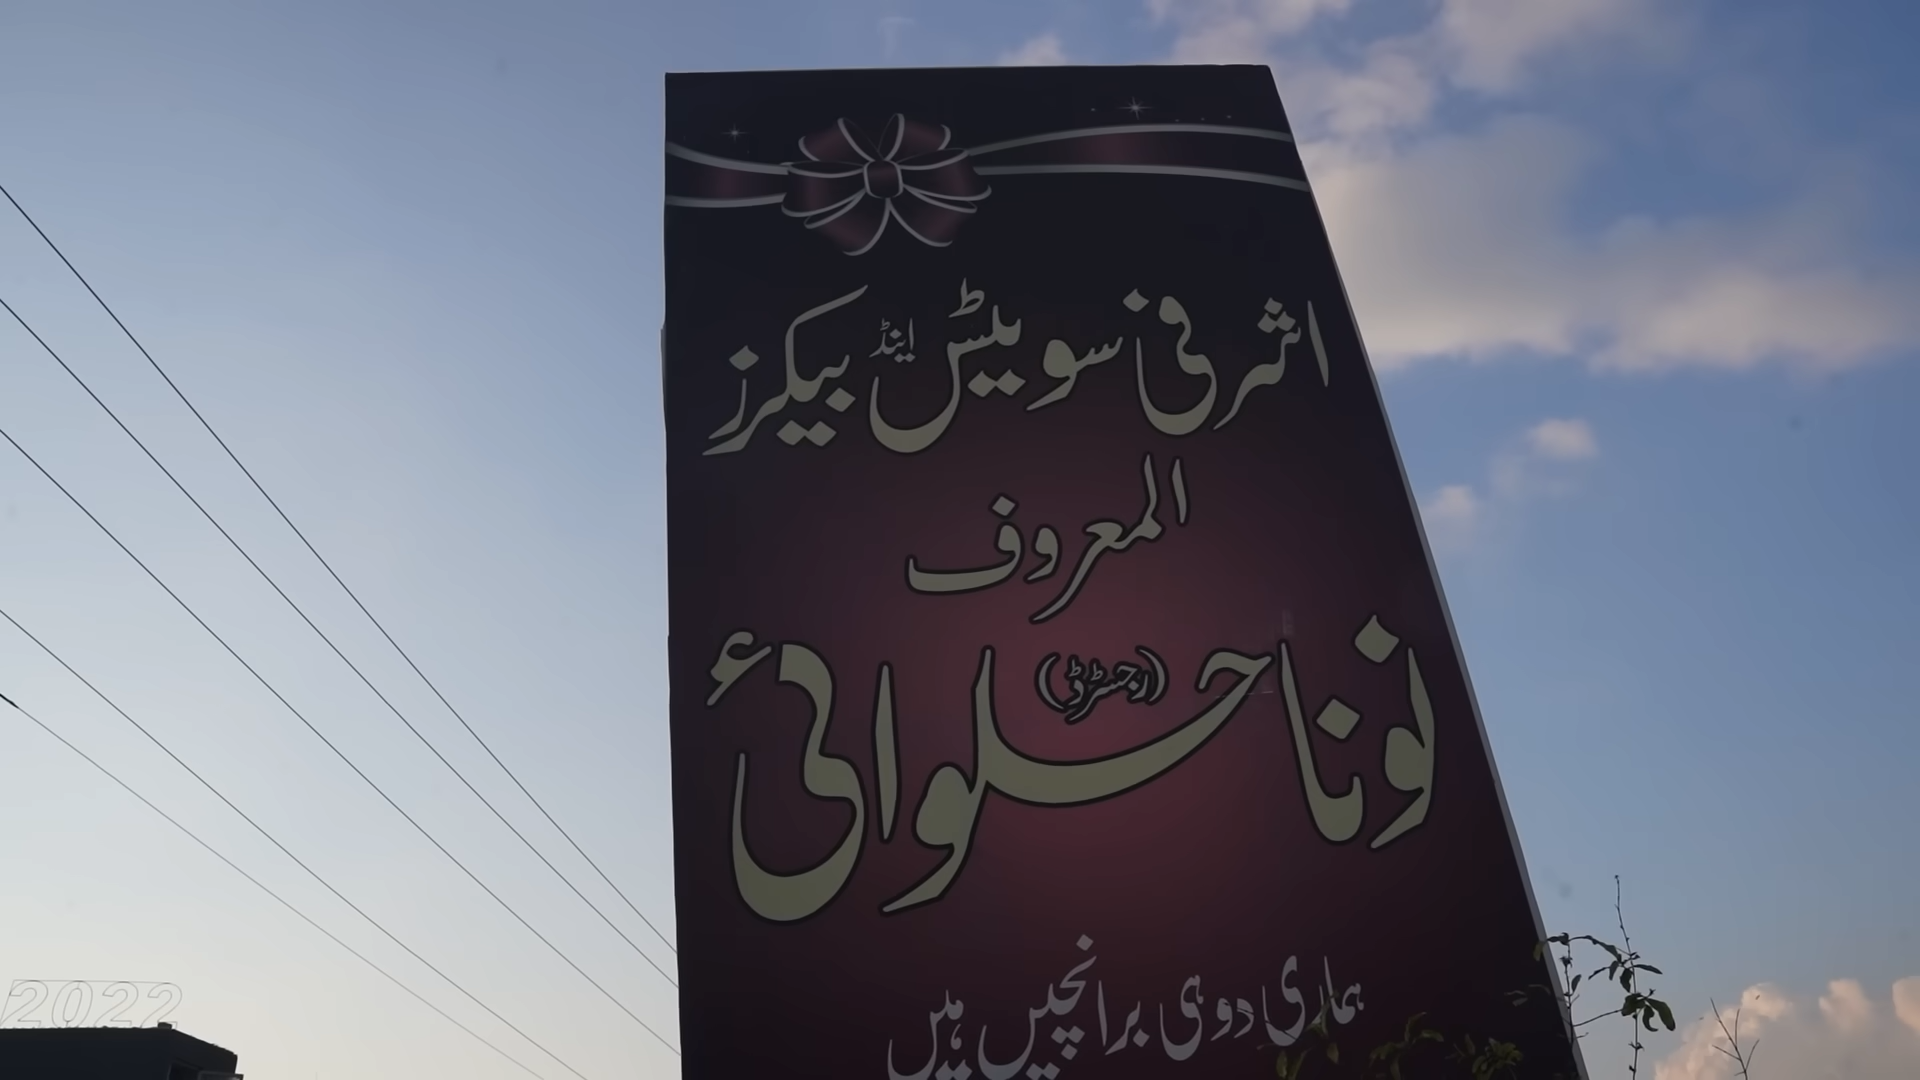 اشرفی سویٹس اینڈ بیکرز
المعروف
نونا حلوائی (رجسٹرڈ)
ہماری دو ہی برانچیں ہیں
2022